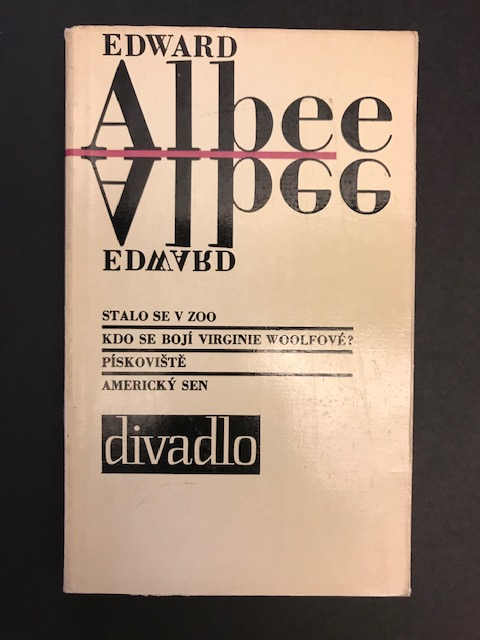 EDWARD
Albee
Albee
EDWARD
STALO SE V ZOO
KDO SE BOJÍ VIRGINIE WOOLFOVÉ?
PÍSKOVIŠTĚ
AMERICKÝ SEN
divadlo